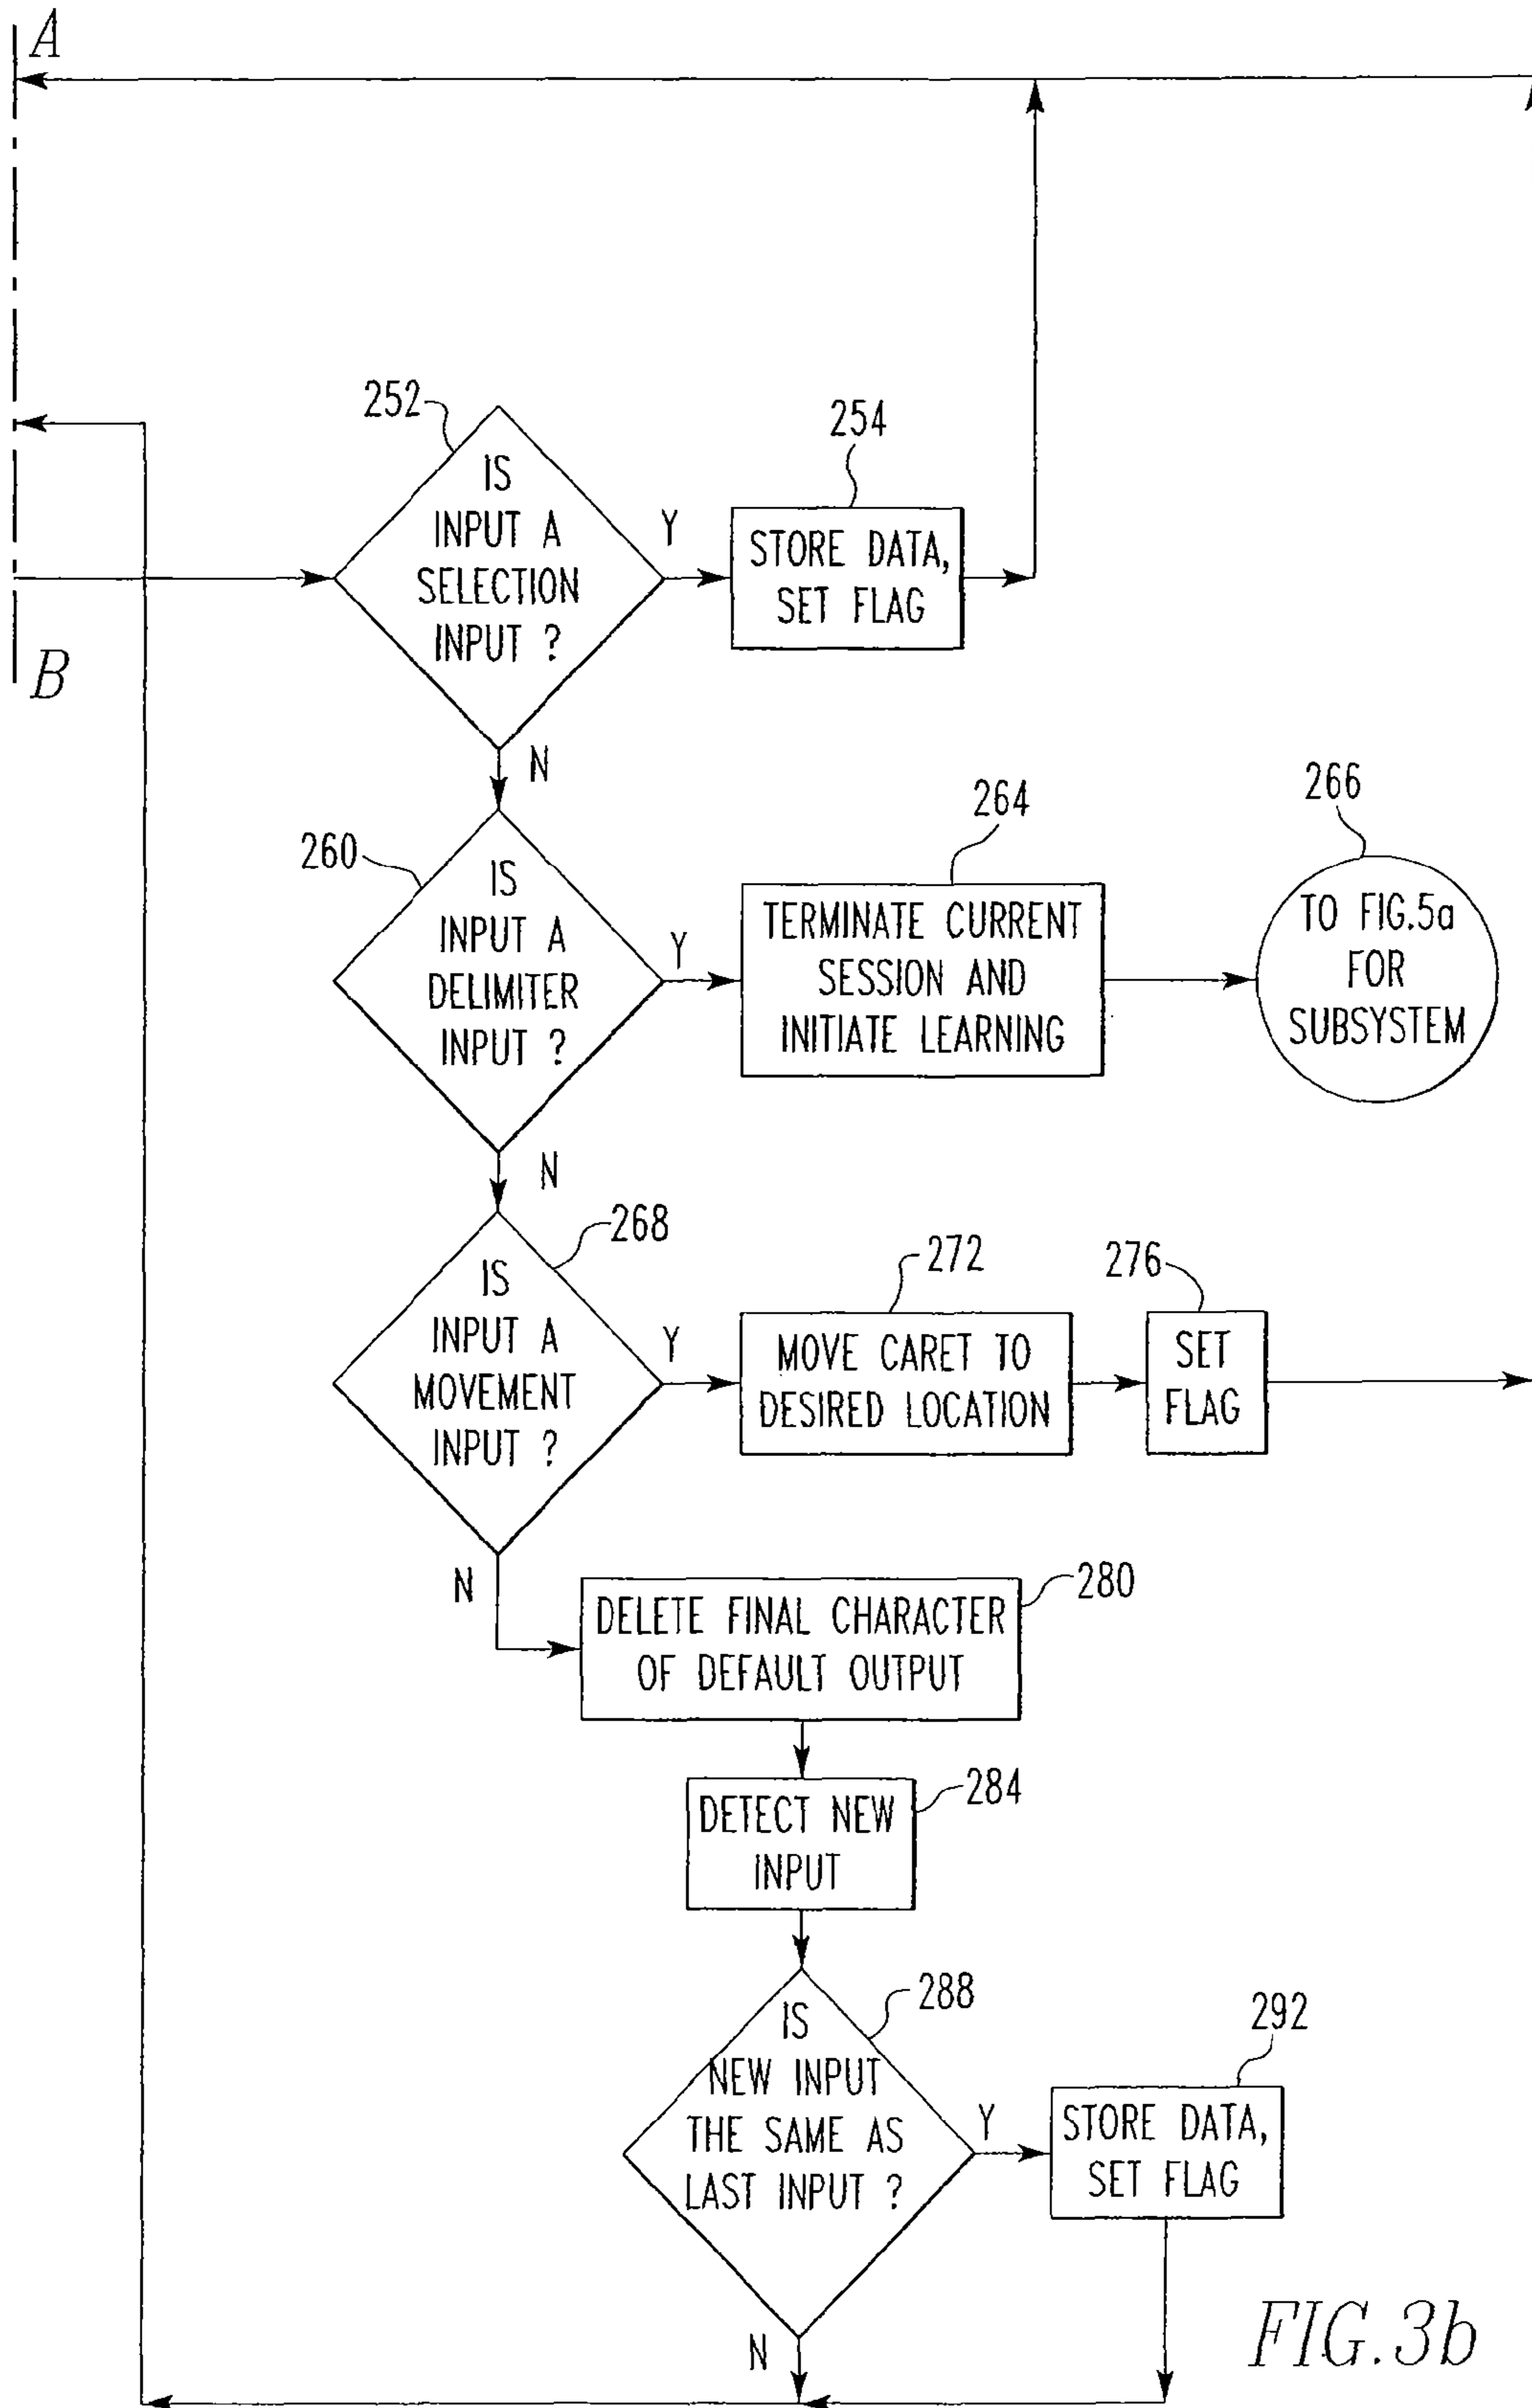 A
252
IS
INPUT A
SELECTION
INPUT ?
Y
254
STORE DATA,
SET FLAG
B
N
260
IS
INPUT A
DELIMITER
INPUT ?
Y
264
TERMINATE CURRENT
SESSION AND
INITIATE LEARNING
266
TO FIG.5a
FOR
SUBSYSTEM
N
268
IS
INPUT A
MOVEMENT
INPUT ?
Y
272
MOVE CARET TO
DESIRED LOCATION
276
SET
FLAG
N
280
DELETE FINAL CHARACTER
OF DEFAULT OUTPUT
284
DETECT NEW
INPUT
288
IS
NEW INPUT
THE SAME AS
LAST INPUT ?
Y
292
STORE DATA,
SET FLAG
N
FIG.3b